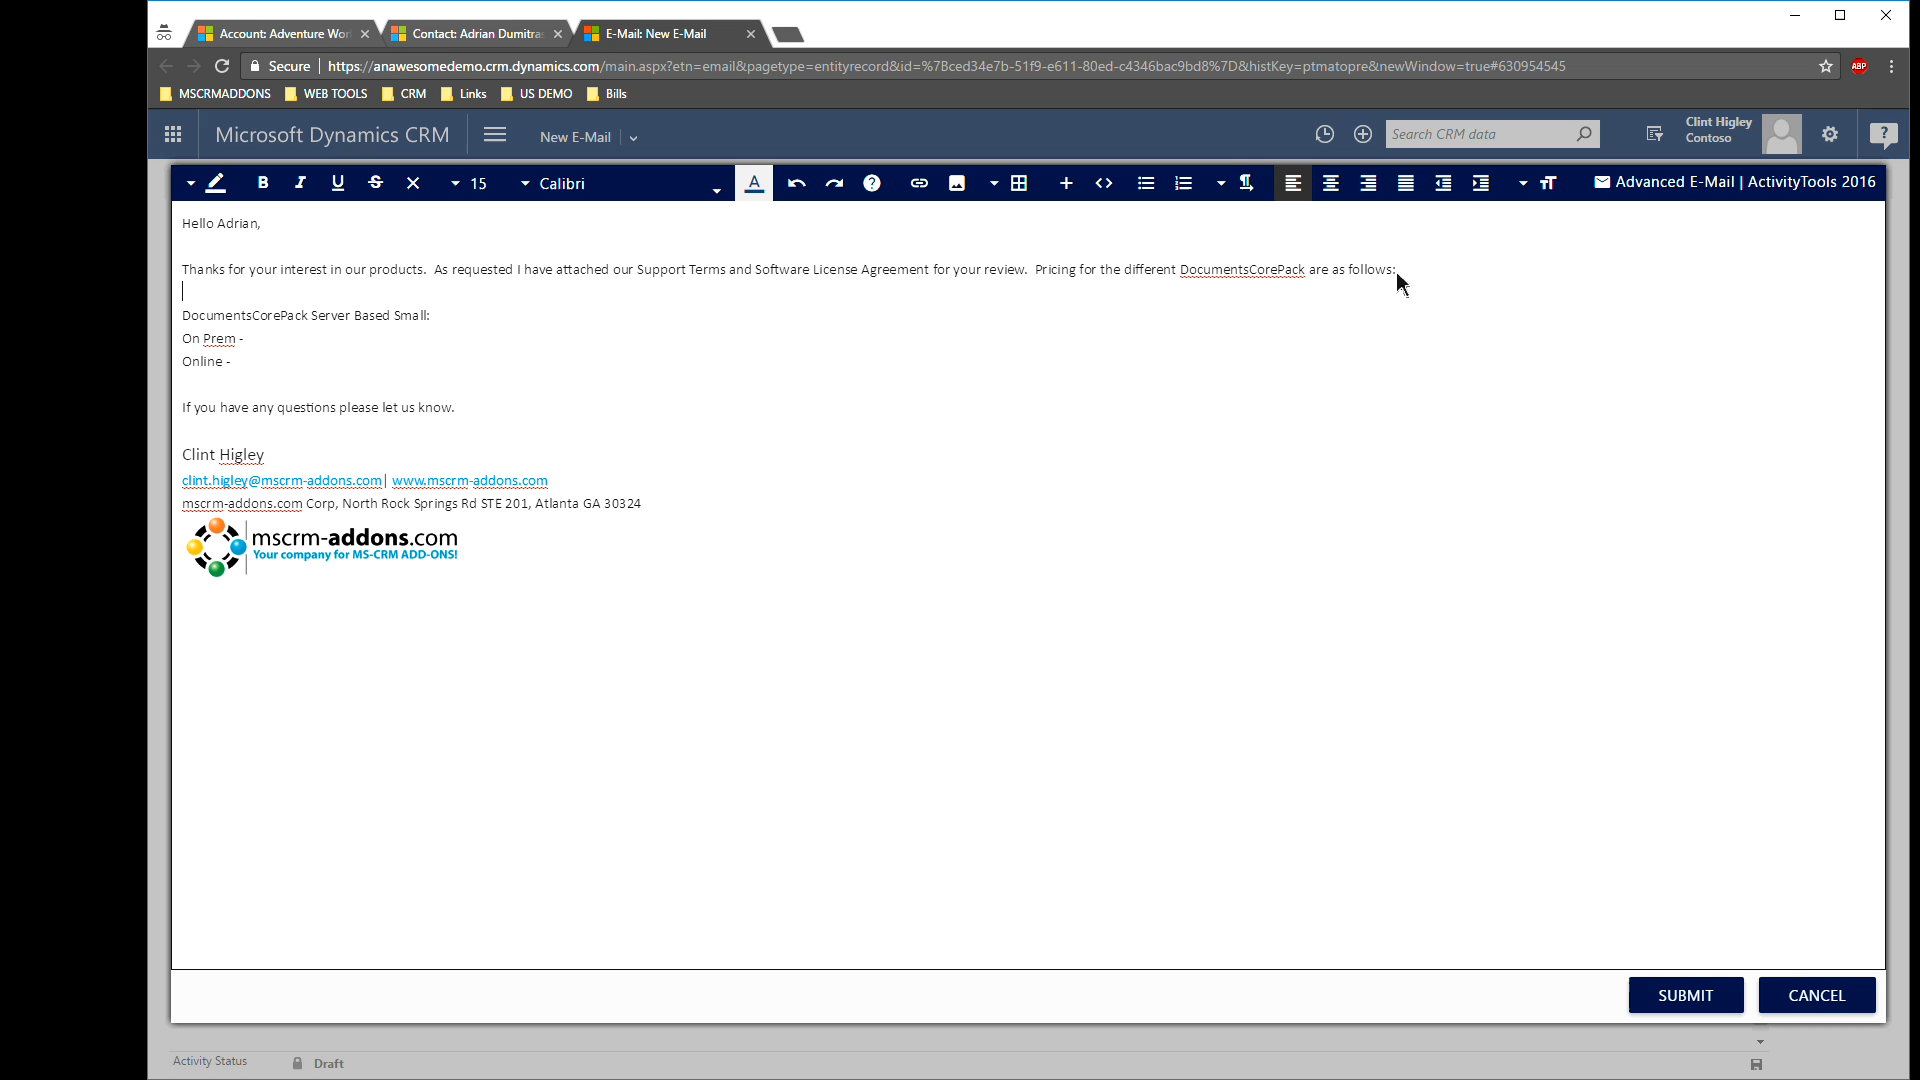 Account: Adventure Wor
Contact: Adrian Dumitra
E-Mail: New E-Mail
Secure | https://anawesomedemo.crm.dynamics.com/main.aspx?etn=email&pagetype=entityrecord&id=%7Bced34e7b-51f9-e611-80ed-c4346bac9bd8%7D&histKey=ptmatopre&newWindow=true#630954545
ABP
MSCRMADDONS WEB TOOLS CRM Links US DEMO Bills
Microsoft Dynamics CRM
New E-Mail
Search CRM data
Clint Higley
Contoso
?
B I U S 15 Calibri A
Advanced E-Mail | ActivityTools 2016
Hello Adrian,
Thanks for your interest in our products.  As requested I have attached our Support Terms and Software License Agreement for your review.  Pricing for the different DocumentsCorePack are as follows:
DocumentsCorePack Server Based Small:
On Prem -
Online -
If you have any questions please let us know.
Clint Higley
clint.higley@mscrm-addons.com| www.mscrm-addons.com
mscrm-addons.com Corp, North Rock Springs Rd STE 201, Atlanta GA 30324
mscrm-addons.com
Your company for MS-CRM ADD-ONS!
SUBMIT
CANCEL
Activity Status
Draft